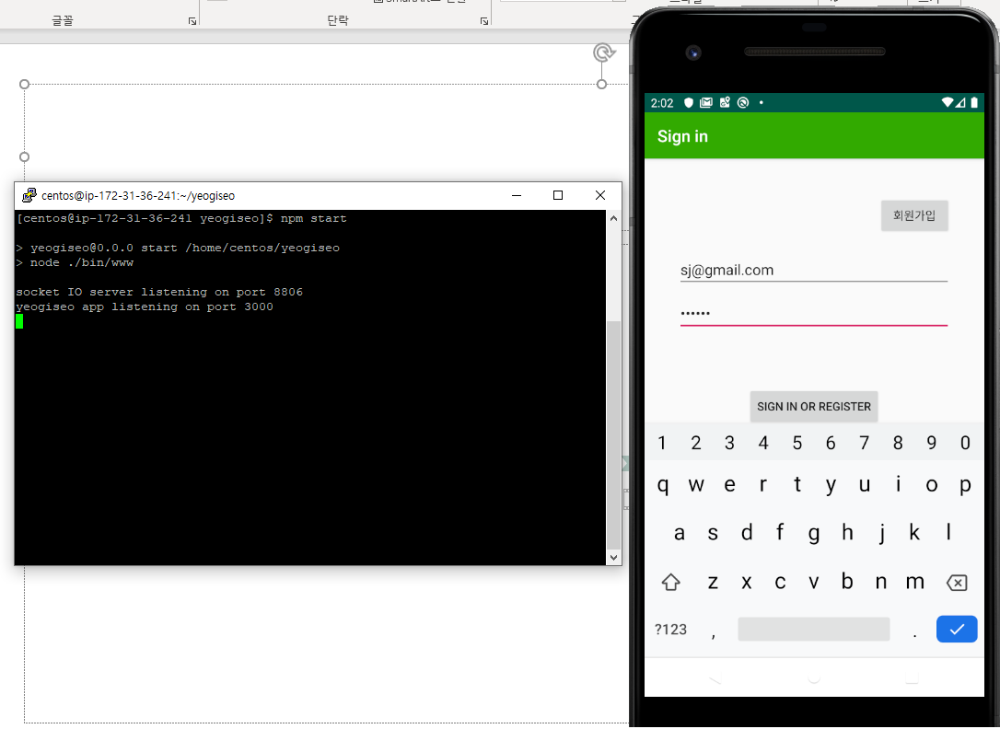 글꼴
단락
centos@ip-172-31-36-241:~/yeogiseo
[centos@ip-172-31-36-241 yeogiseo]$ npm start
> yeogiseo@0.0.0 start /home/centos/yeogiseo
> node ./bin/www
socket IO server listening on port 8806
yeogiseo app listening on port 3000
2:02
Sign in
회원가입
sj@gmail.com
••••••
SIGN IN OR REGISTER
1 2 3 4 5 6 7 8 9 0
q w e r t y u i o p
a s d f g h j k l
z x c v b n m
?123 , .